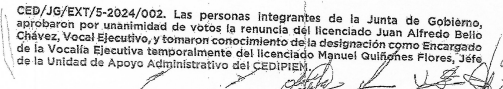 CED/JG/EXT/5-2024/002. Las personas integrantes de la Junta de Gobierno,
aprobaron por unanimidad de votos la renuncia del licenciado Juan Alfredo Bello
Chávez, Vocal Ejecutivo, y tomaron conocimiento de la designación como Encargado
de la Vocalía Ejecutiva temporalmente del licenciado Manuel Quiñones Flores, Jefe
de la Unidad de Apoyo Administrativo del CEDIPIEM.